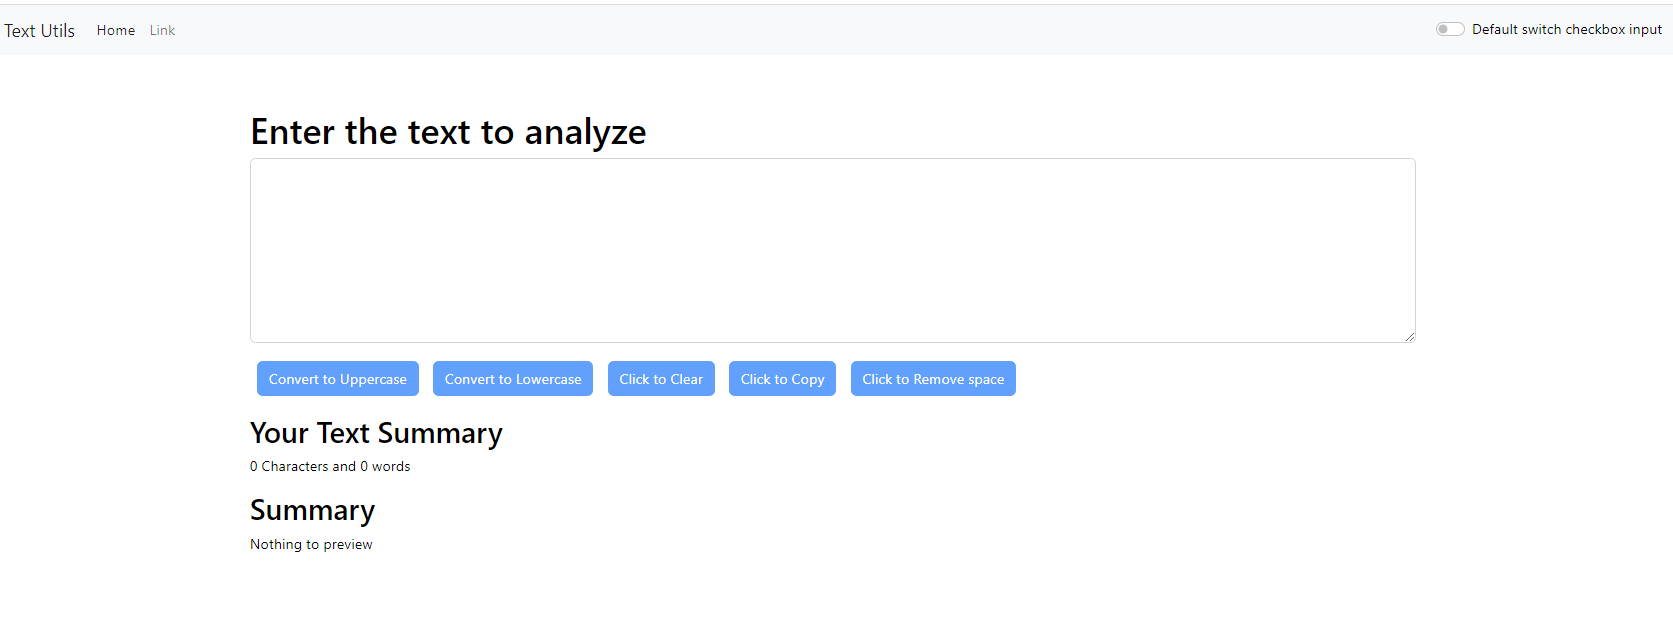 Text Utils Home Link Default switch checkbox input
Enter the text to analyze
Convert to Uppercase Convert to Lowercase Click to Clear Click to Copy Click to Remove space
Your Text Summary
0 Characters and 0 words
Summary
Nothing to preview